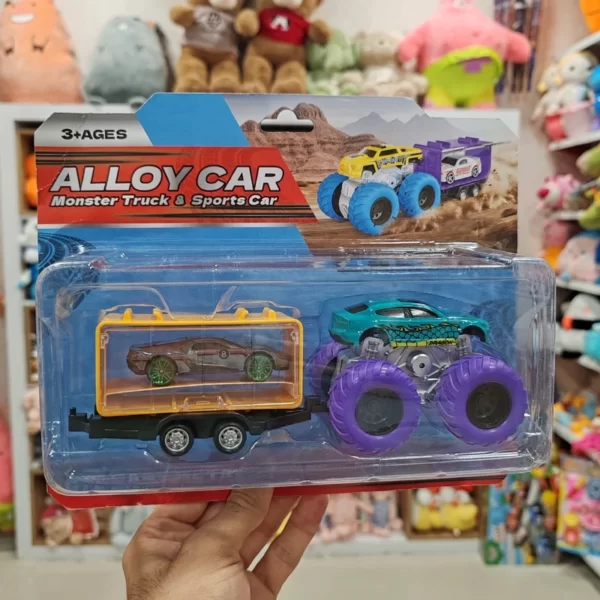 3+AGES
ALLOY CAR
Monster Truck & Sports Car